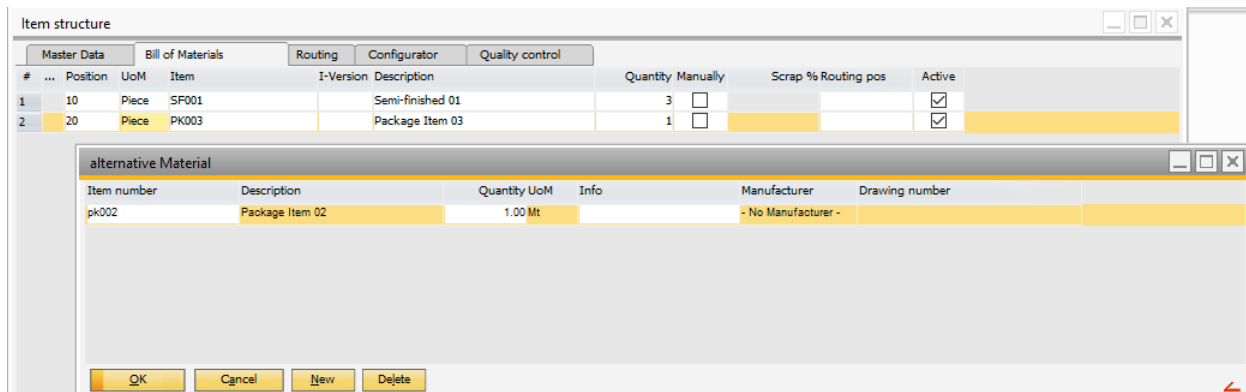 Item structure
Master Data Bill of Materials Routing Configurator Quality control
# ... Position UoM Item I-Version Description Quantity Manually Scrap % Routing pos Active
1 10 Piece SF001 Semi-finished 01 3
2 20 Piece PK003 Package Item 03 1
alternative Material
Item number Description Quantity UoM Info Manufacturer Drawing number
pk002 Package Item 02 1.00 Mt - No Manufacturer -
OK Cancel New Delete